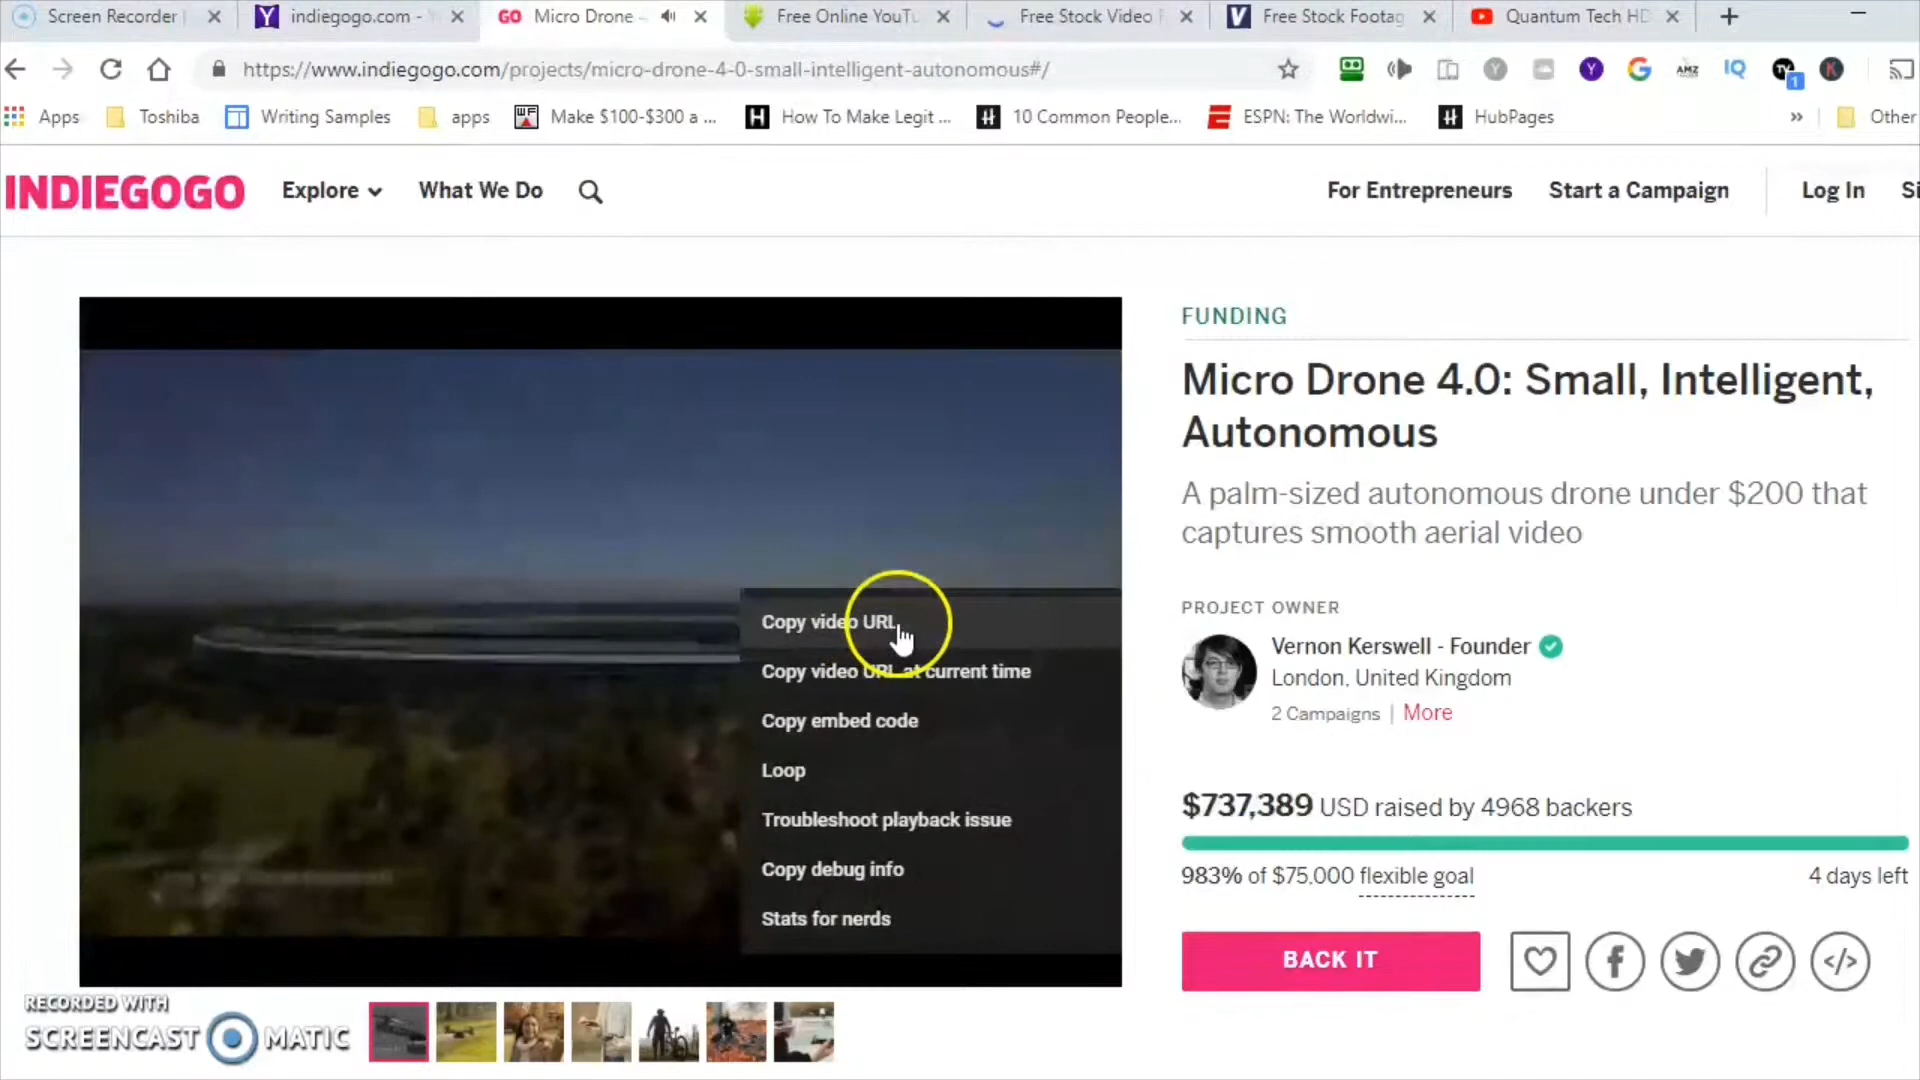 Screen Recorder
indiegogo.com -
GO Micro Drone -
Free Online YouTu
Free Stock Video
Free Stock Footag
Quantum Tech HD
https://www.indiegogo.com/projects/micro-drone-4-0-small-intelligent-autonomous#/
AMZ
IQ
1
Apps
Toshiba
Writing Samples
apps
Make $100-$300 a ...
How To Make Legit ...
10 Common People...
ESPN: The Worldwi...
HubPages
»
Other
INDIEGOGO
Explore
What We Do
For Entrepreneurs
Start a Campaign
Log In
Si
FUNDING
Micro Drone 4.0: Small, Intelligent,
Autonomous
A palm-sized autonomous drone under $200 that
captures smooth aerial video
PROJECT OWNER
Vernon Kerswell - Founder
London, United Kingdom
2 Campaigns | More
Copy video URL
Copy video URL at current time
Copy embed code
Loop
Troubleshoot playback issue
Copy debug info
Stats for nerds
$737,389 USD raised by 4968 backers
983% of $75,000 flexible goal
4 days left
BACK IT
RECORDED WITH
SCREENCAST MATIC